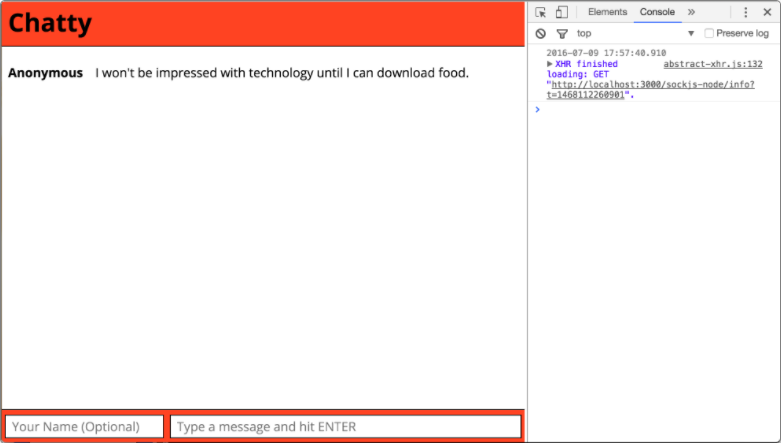 Chatty
Anonymous I won't be impressed with technology until I can download food.
Your Name (Optional) Type a message and hit ENTER
Elements Console »
top ▼ Preserve log
2016-07-09 17:57:40.910
▶XHR finished abstract-xhr.js:132
loading: GET
"http://localhost:3000/sockjs-node/info?
t=1468112260901".
>